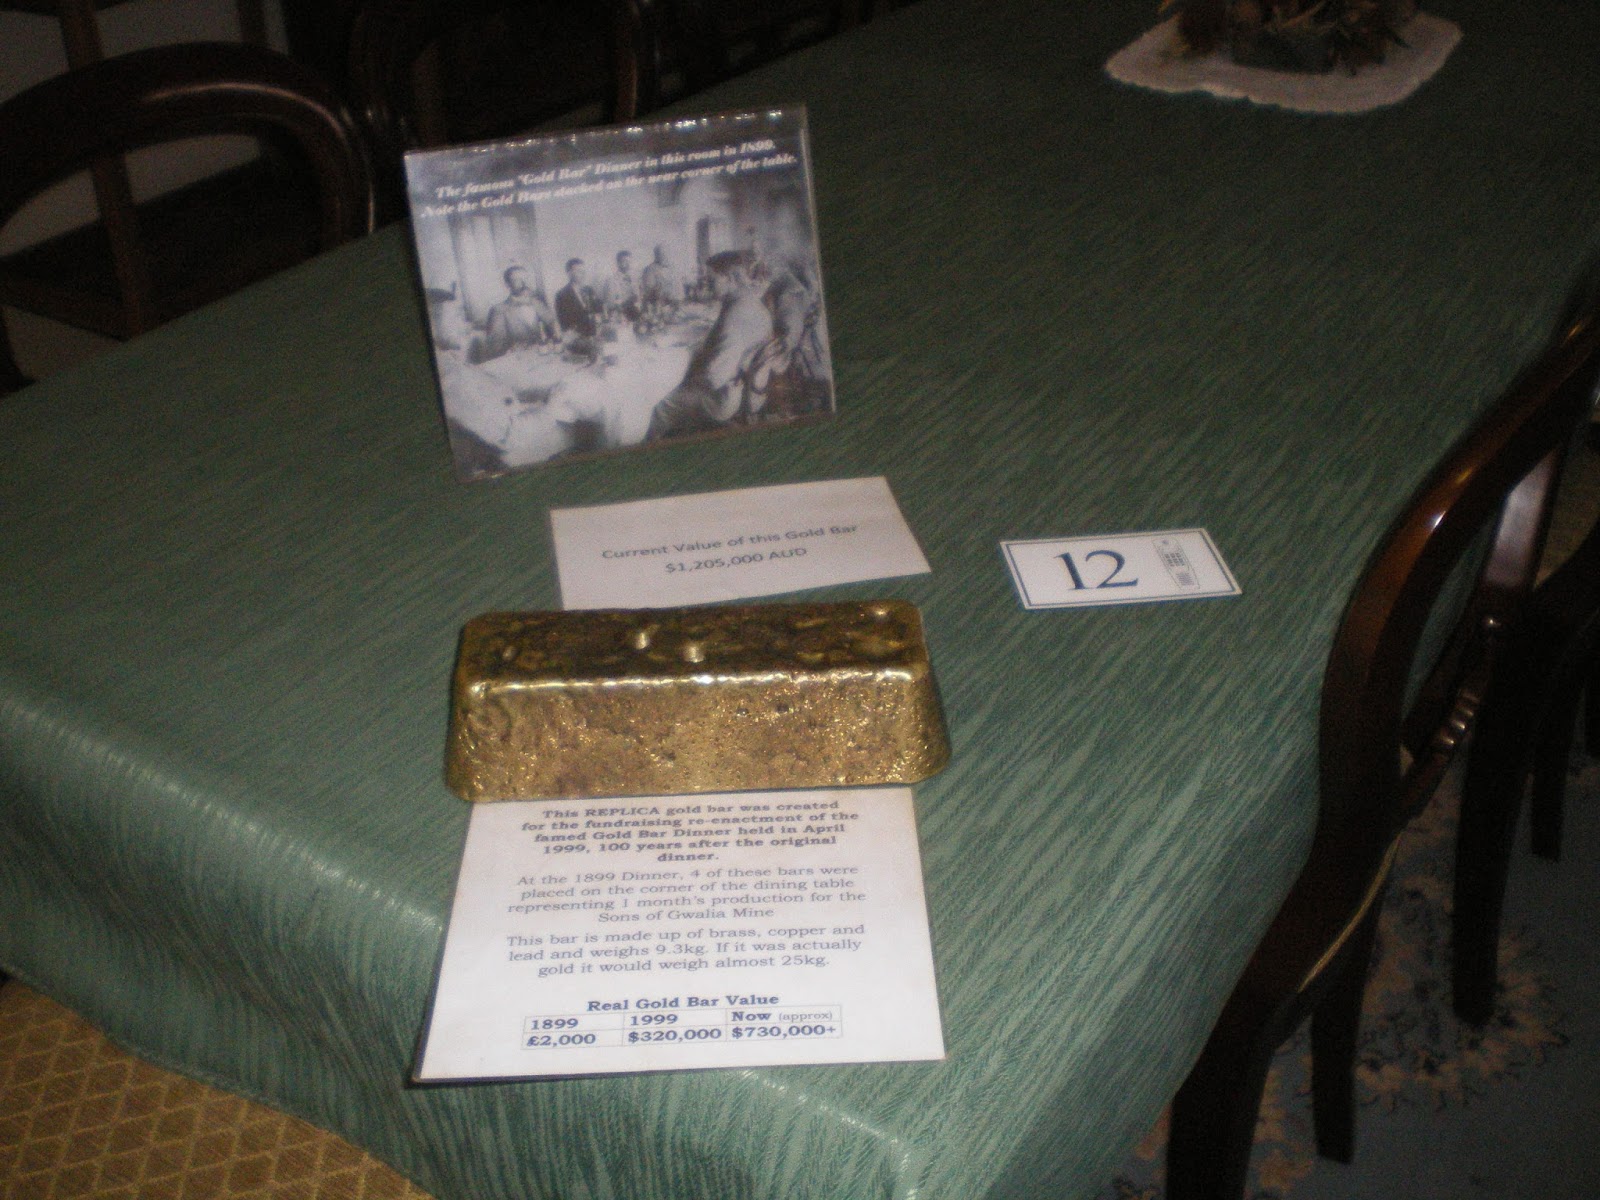 The famous "Gold Bar" Dinner in this room in 1899.
Note the Gold Bars stacked on the near corner of the table.
Current Value of this Gold Bar
$1,205,000 AUD
12
This REPLICA gold bar was created
for the fundraising re-enactment of the
famed Gold Bar Dinner held in April
1999, 100 years after the original
dinner.
At the 1899 Dinner, 4 of these bars were
placed on the corner of the dining table
representing 1 month's production for the
Sons of Gwalia Mine
This bar is made up of brass, copper and
lead and weighs 9.3kg. If it was actually
gold it would weigh almost 25kg.
Real Gold Bar Value
1899 1999 Now (approx)
£2,000 $320,000 $730,000+